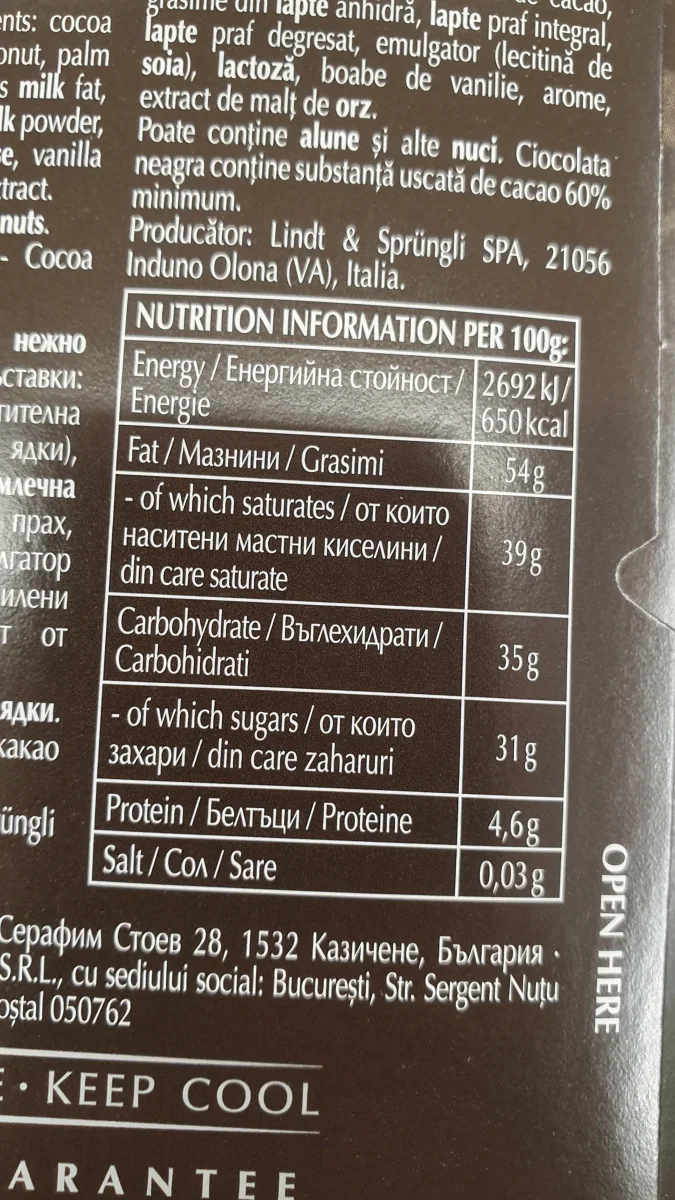 nts: cocoa
nut, palm
milk fat,
powder,
vanilla
tract.
nuts.
- Cocoa
нежно
ставки:
ядки),
млечна
прах,
илени
от
ядки.
какао
üngli
cacao,
grăsime din lapte anhidră, lapte praf integral,
lapte praf degresat, emulgator (lecitină de
soia), lactoză, boabe de vanilie, arome,
extract de malț de orz.
Poate conține alune și alte nuci. Ciocolata
neagra conține substanță uscată de cacao 60%
minimum.
Producător: Lindt & Sprüngli SPA, 21056
Induno Olona (VA), Italia.
NUTRITION INFORMATION PER 100g:
Energy / Енергийна стойност / 2692 kJ/
Energie 650 kcal
Fat / Мазнини / Grasimi 54g
- of which saturates / от които
наситени мастни киселини / 39g
din care saturate
Carbohydrate / Въглехидрати / 35g
Carbohidrati
- of which sugars / от които 31g
захари / din care zaharuri
Protein / Белтъци / Proteine 4,6g
Salt / Сол / Sare 0,03g
OPEN HERE
Серафим Стоев 28, 1532 Казичене, България ·
S.R.L., cu sediului social: București, Str. Sergent Nuțu
oștal 050762
E · KEEP COOL
ARANTEE